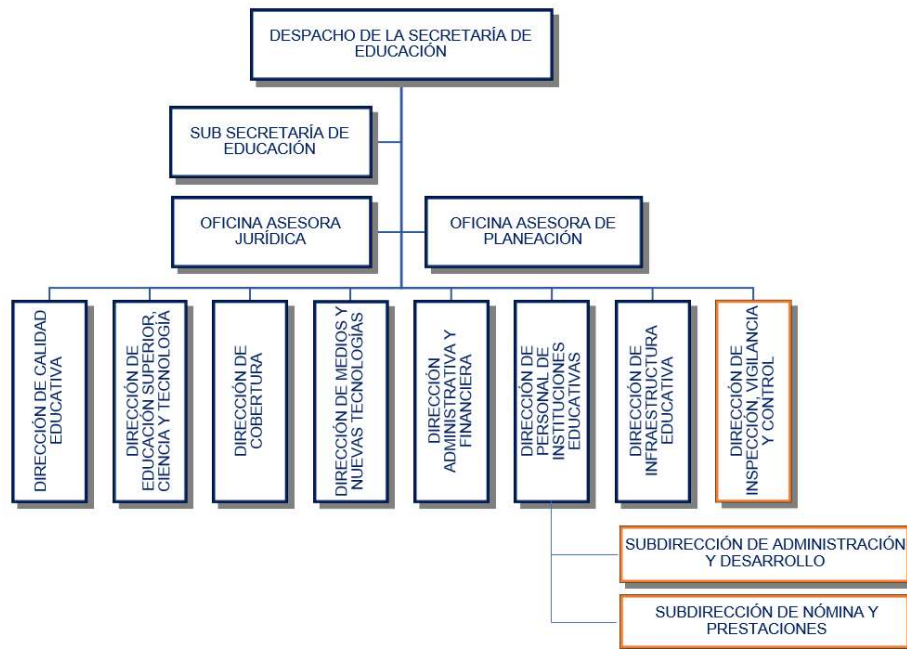 DESPACHO DE LA SECRETARÍA DE
EDUCACIÓN
SUB SECRETARÍA DE
EDUCACIÓN
OFICINA ASESORA
JURÍDICA
OFICINA ASESORA DE
PLANEACIÓN
DIRECCIÓN DE CALIDAD
EDUCATIVA
DIRECCIÓN DE
EDUCACIÓN SUPERIOR,
CIENCIA Y TECNOLOGÍA
DIRECCIÓN DE
COBERTURA
DIRECCIÓN DE MEDIOS Y
NUEVAS TECNOLOGÍAS
DIRECCIÓN
ADMINISTRATIVA Y
FINANCIERA
DIRECCIÓN DE
PERSONAL DE
INSTITUCIONES
EDUCATIVAS
DIRECCIÓN DE
INFRAESTRUCTURA
EDUCATIVA
DIRECCIÓN DE
INSPECCIÓN, VIGILANCIA
Y CONTROL
SUBDIRECCIÓN DE ADMINISTRACIÓN
Y DESARROLLO
SUBDIRECCIÓN DE NÓMINA Y
PRESTACIONES